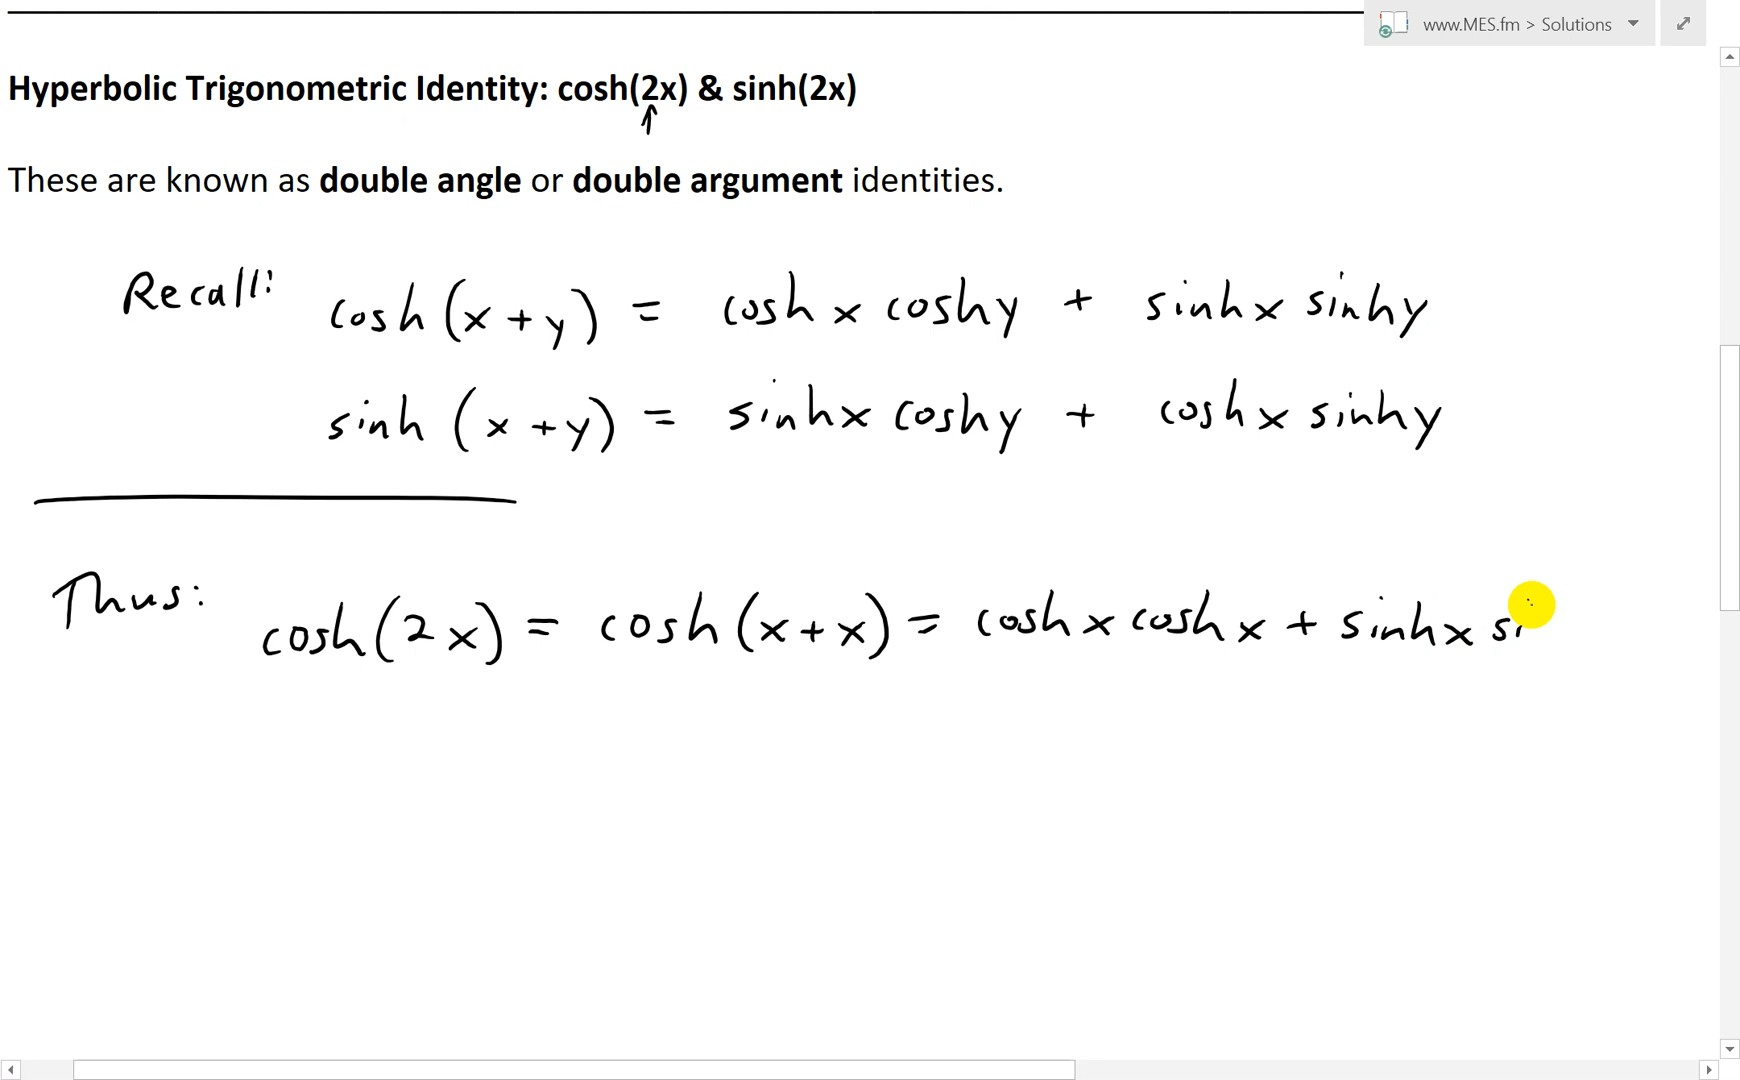 www.MES.fm > Solutions
Hyperbolic Trigonometric Identity: cosh(2x) & sinh(2x)
These are known as double angle or double argument identities.
Recall: cosh (x + y) = cosh x cosh y + sinh x sinh y
sinh (x + y) = sinh x cosh y + cosh x sinh y
Thus: cosh(2x) = cosh (x + x) = cosh x cosh x + sinh x si